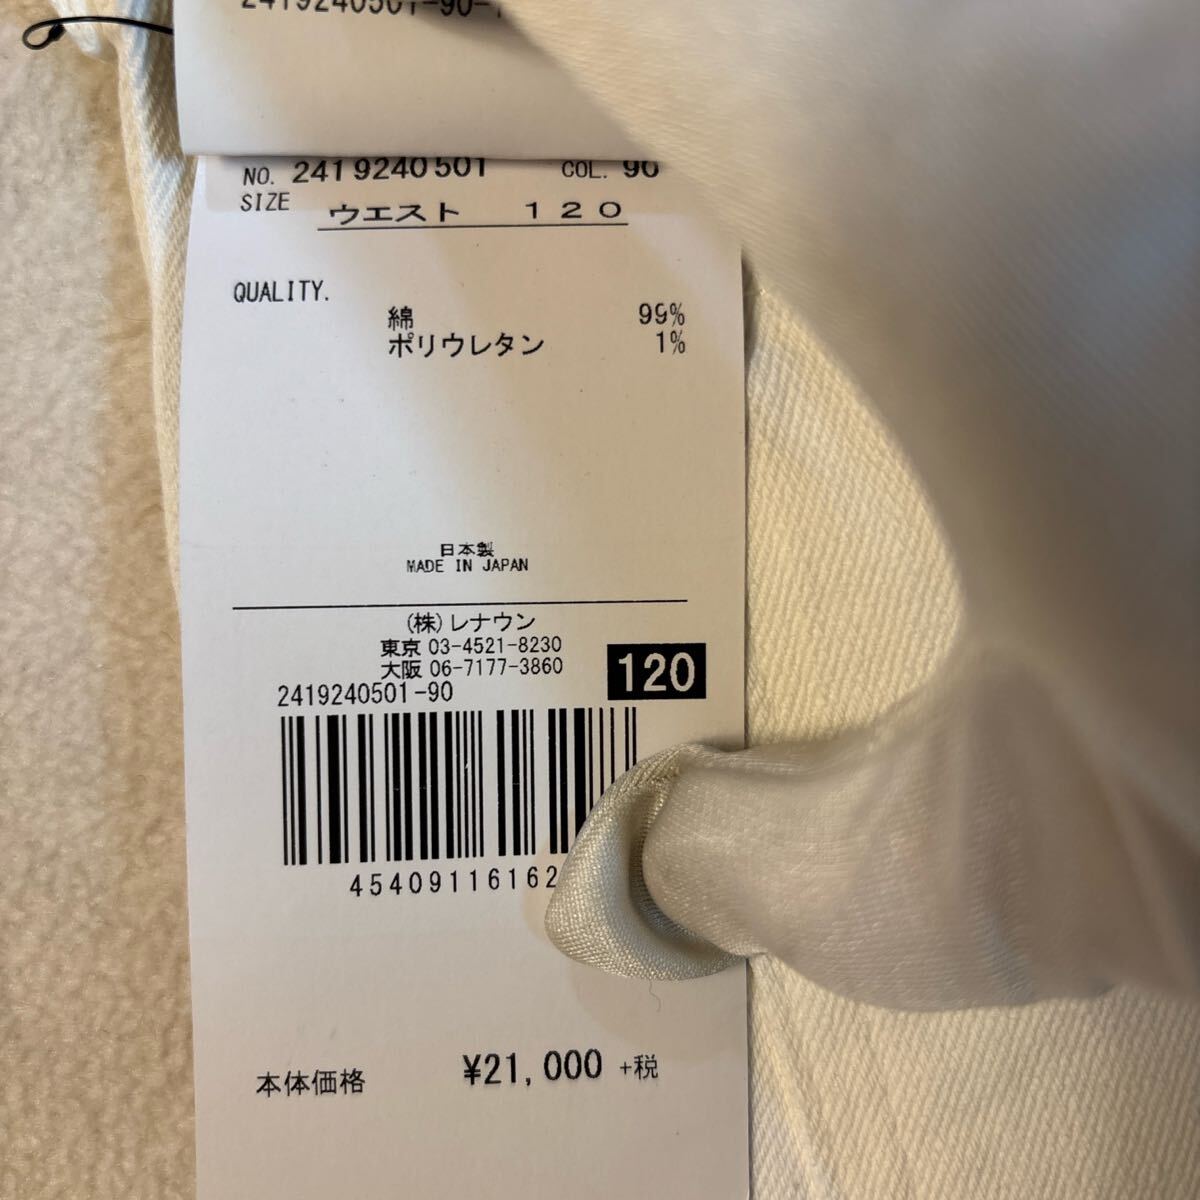 2419240501-90-
NO. 2419240501 COL. 90
SIZE ウエスト 120
QUALITY.
綿 99%
ポリウレタン 1%
日本製
MADE IN JAPAN
(株)レナウン
東京 03-4521-8230
大阪 06-7177-3860
120
2419240501-90
45409116162
本体価格 ¥21,000 +税